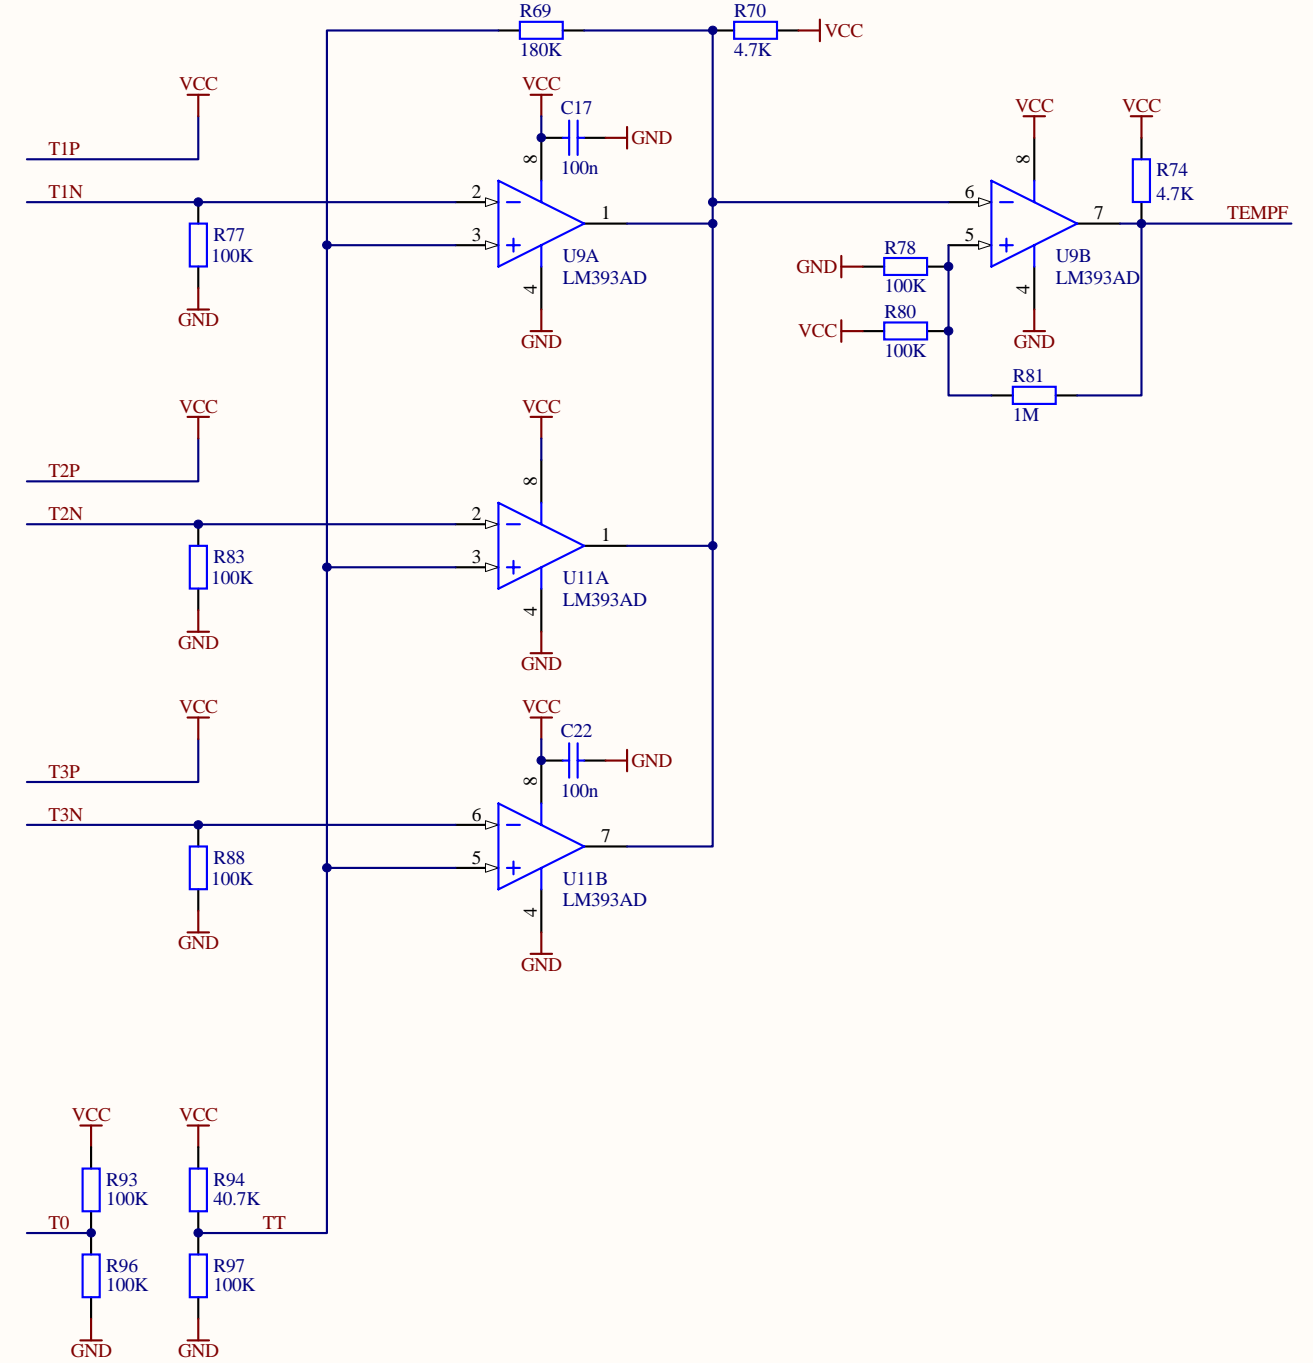 R69
180K
R70
4.7K
VCC
VCC
T1P
T1N
R77
100K
GND
VCC
C17
100n
GND
8
2
3
1
4
U9A
LM393AD
GND
VCC
8
6
5
7
4
U9B
LM393AD
GND
VCC
R74
4.7K
TEMPF
GND
R78
100K
VCC
R80
100K
R81
1M
VCC
T2P
T2N
R83
100K
GND
VCC
8
2
3
1
4
U11A
LM393AD
GND
VCC
T3P
T3N
R88
100K
GND
VCC
C22
100n
GND
8
6
5
7
4
U11B
LM393AD
GND
VCC
R93
100K
T0
R96
100K
GND
VCC
R94
40.7K
TT
R97
100K
GND